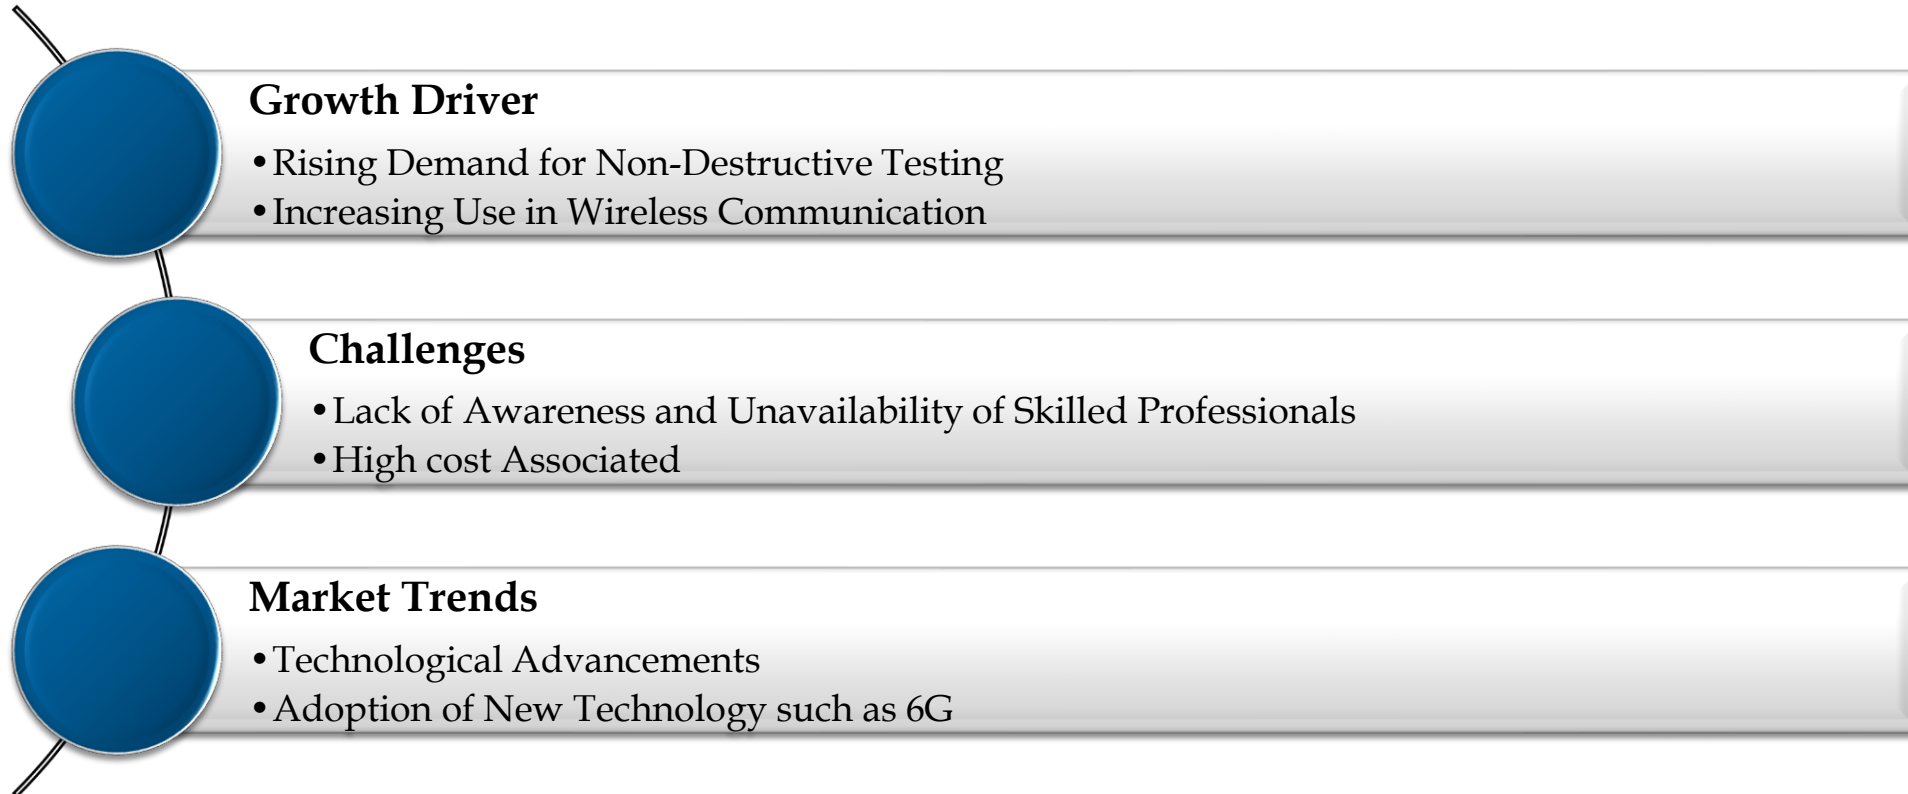 Growth Driver
•Rising Demand for Non-Destructive Testing
•Increasing Use in Wireless Communication
Challenges
•Lack of Awareness and Unavailability of Skilled Professionals
•High cost Associated
Market Trends
•Technological Advancements
•Adoption of New Technology such as 6G